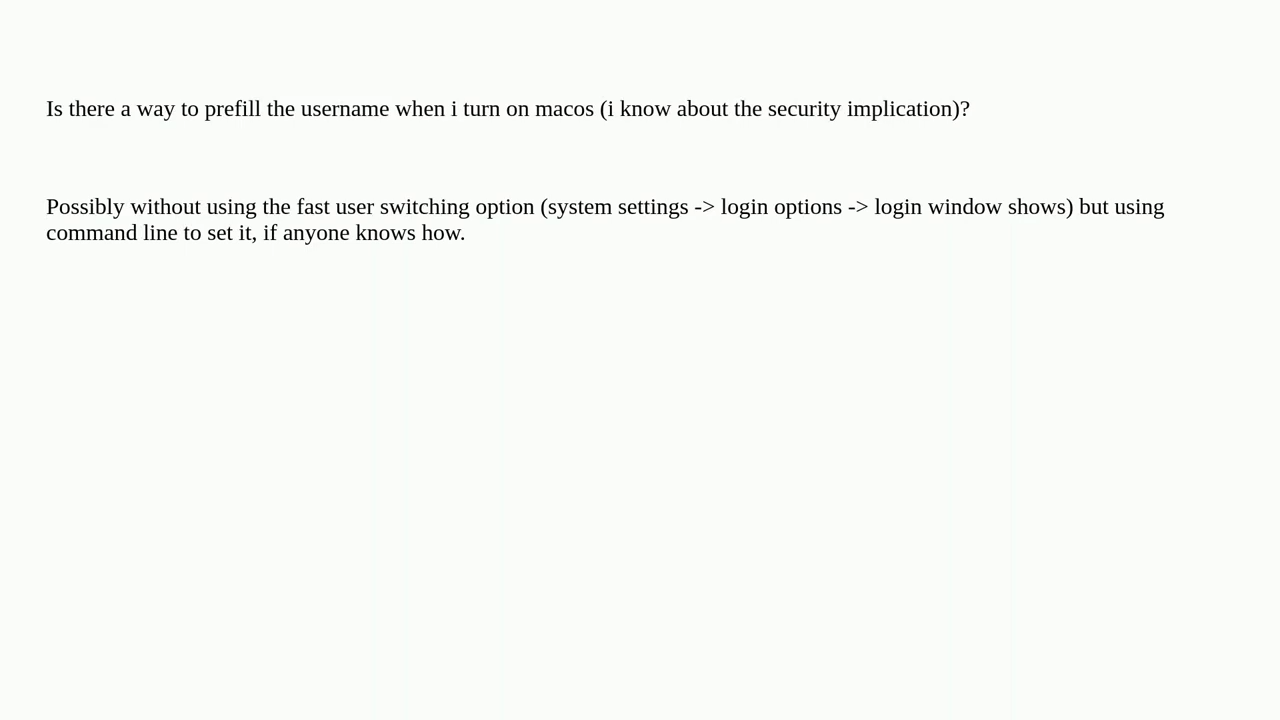 Is there a way to prefill the username when i turn on macos (i know about the security implication)?
Possibly without using the fast user switching option (system settings -> login options -> login window shows) but using
command line to set it, if anyone knows how.